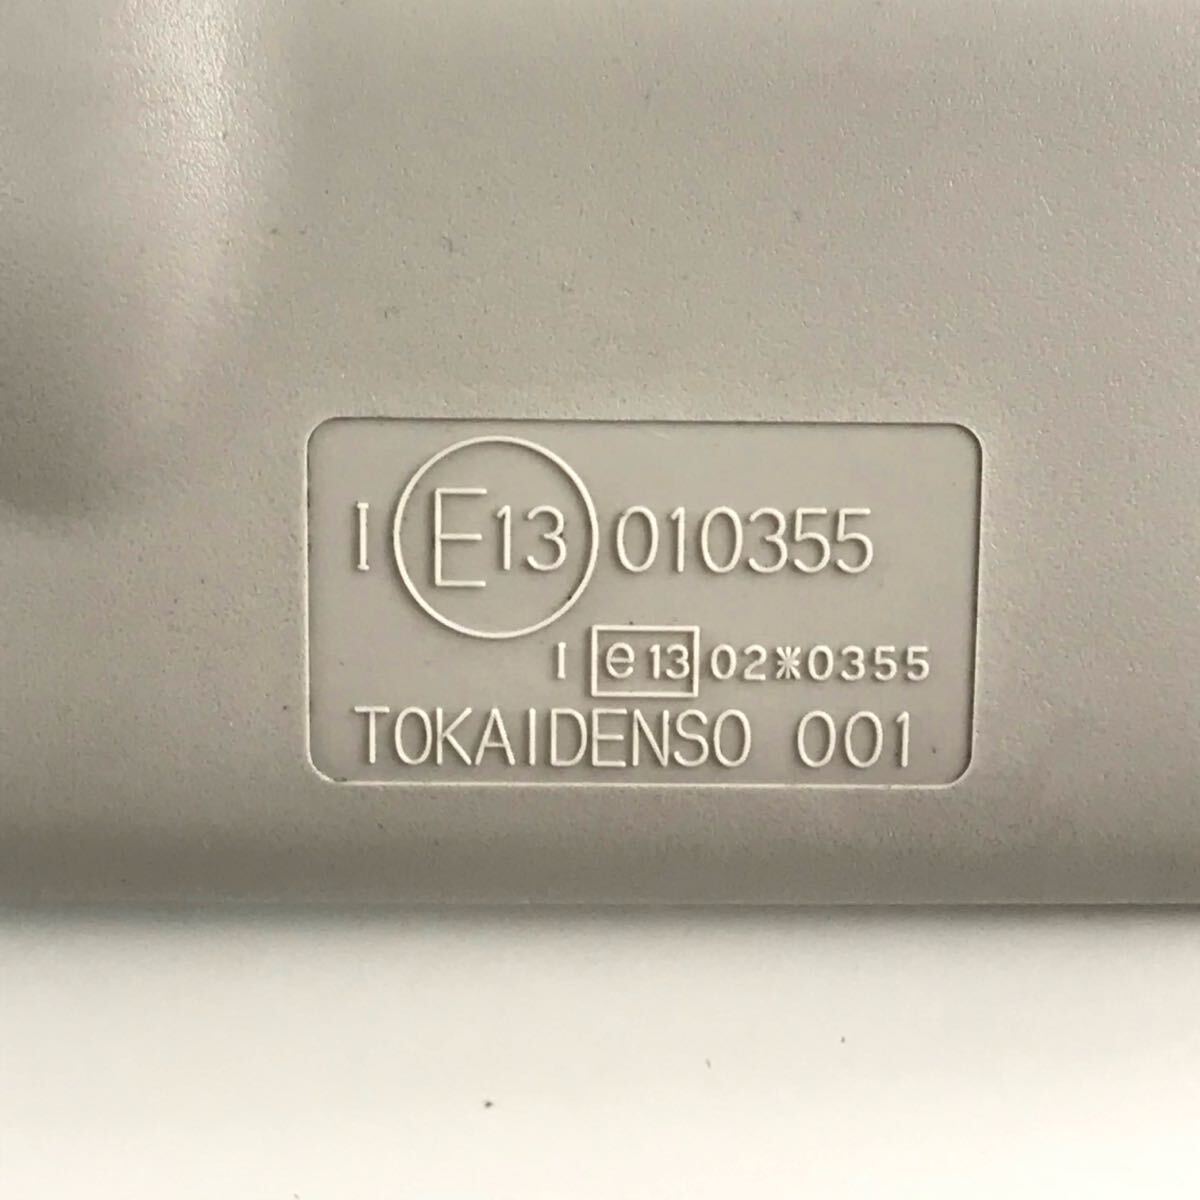 I E13 010355
I e13 02※0355
TOKAIDENSO 001